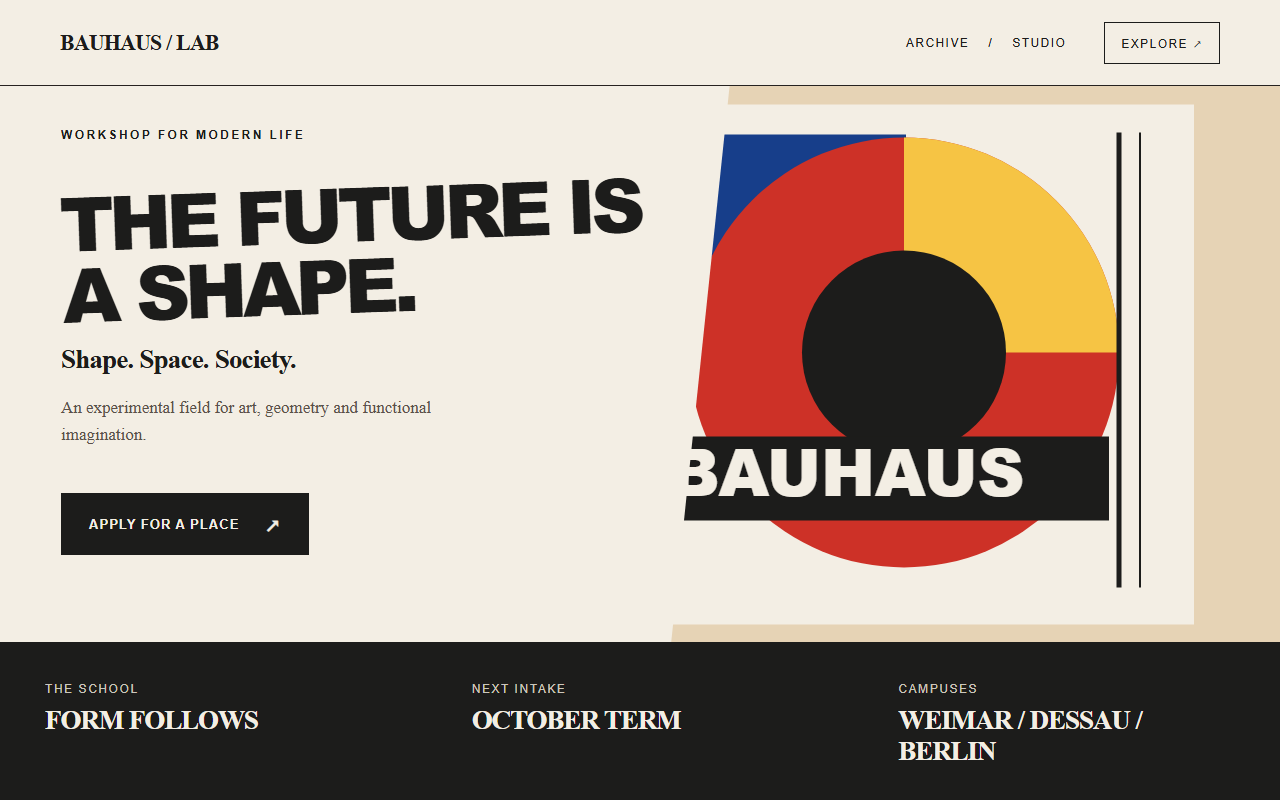 BAUHAUS / LAB
ARCHIVE / STUDIO
EXPLORE ↗
WORKSHOP FOR MODERN LIFE
THE FUTURE IS
A SHAPE.
Shape. Space. Society.
An experimental field for art, geometry and functional
imagination.
APPLY FOR A PLACE ↗
BAUHAUS
THE SCHOOL
FORM FOLLOWS
NEXT INTAKE
OCTOBER TERM
CAMPUSES
WEIMAR / DESSAU /
BERLIN